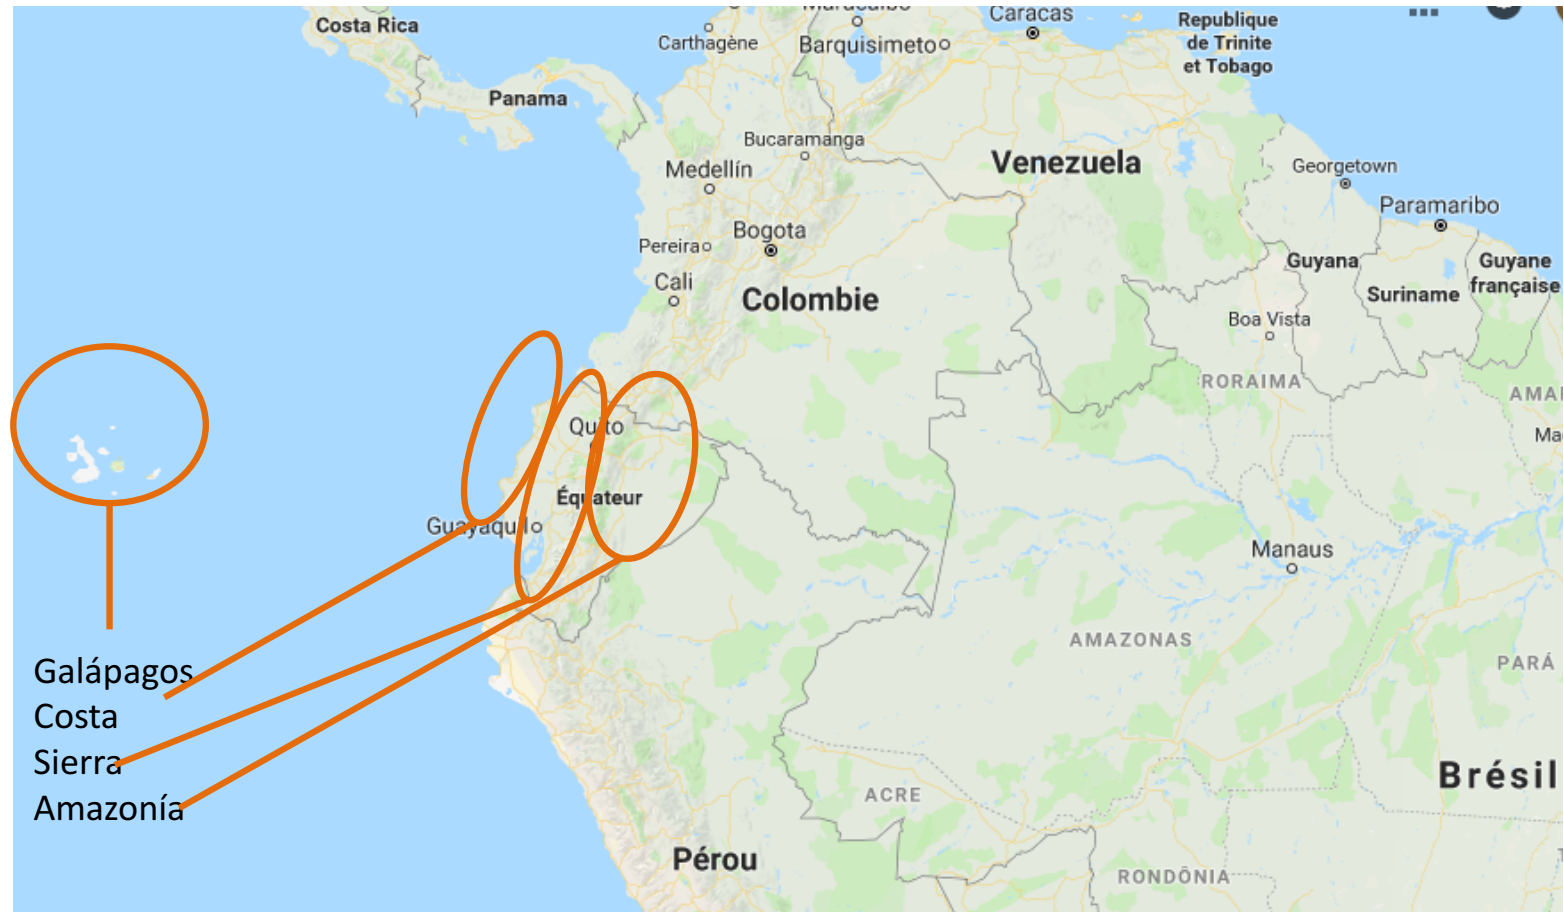 Costa Rica
Panama
Carthagène
Maracaibo
Barquisimeto
Caracas
Republique
de Trinite
et Tobago
Bucaramanga
Medellín
Venezuela
Georgetown
Paramaribo
Pereira
Bogota
Cali
Colombie
Guyana
Suriname
Guyane
française
Boa Vista
RORAIMA
Quito
Équateur
Guayaquil
Manaus
AMAZONAS
PARÁ
Galápagos
Costa
Sierra
Amazonía
ACRE
Brésil
Pérou
RONDÔNIA